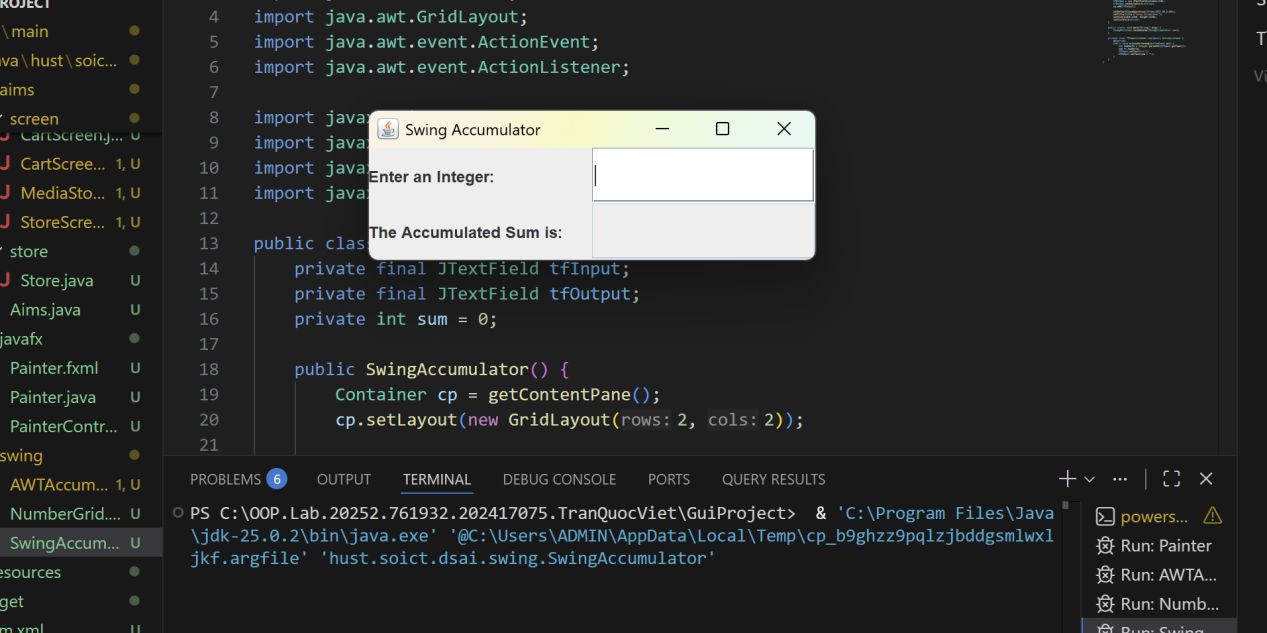 ROJECT
\main
va\hust\soic...
aims
screen
CartScreen.j... U
CartScree... 1, U
MediaSto... 1, U
StoreScre... 1, U
store
Store.java U
Aims.java U
javafx
Painter.fxml U
Painter.java U
PainterContr... U
swing
AWTAccum... 1, U
NumberGrid.... U
SwingAccum... U
esources
get
m.xml U
4 import java.awt.GridLayout;
5 import java.awt.event.ActionEvent;
6 import java.awt.event.ActionListener;
7
8 import java
9 import java
10 import java
11 import java
12
13 public clas
14 private final JTextField tfInput;
15 private final JTextField tfOutput;
16 private int sum = 0;
17
18 public SwingAccumulator() {
19 Container cp = getContentPane();
20 cp.setLayout(new GridLayout(rows: 2, cols: 2));
21
Swing Accumulator
Enter an Integer:
The Accumulated Sum is:
PROBLEMS 6 OUTPUT TERMINAL DEBUG CONSOLE PORTS QUERY RESULTS
PS C:\OOP.Lab.20252.761932.202417075.TranQuocViet\GuiProject> & 'C:\Program Files\Java
\jdk-25.0.2\bin\java.exe' '@C:\Users\ADMIN\AppData\Local\Temp\cp_b9ghzz9pqlzjbddgsmlwxl
jkf.argfile' 'hust.soict.dsai.swing.SwingAccumulator'
powers...
Run: Painter
Run: AWTA...
Run: Numb...
Run: Swing
Vi